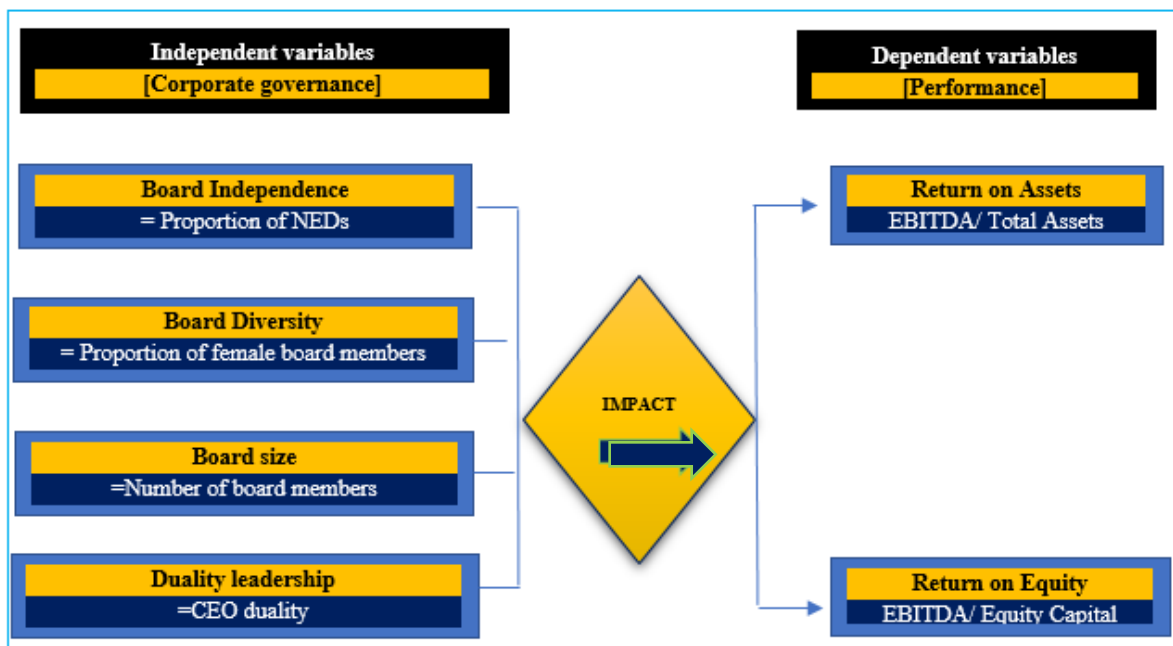 Independent variables
[Corporate governance]
Dependent variables
[Performance]
Board Independence
= Proportion of NEDs
Board Diversity
= Proportion of female board members
Board size
=Number of board members
Duality leadership
=CEO duality
IMPACT
Return on Assets
EBITDA/ Total Assets
Return on Equity
EBITDA/ Equity Capital